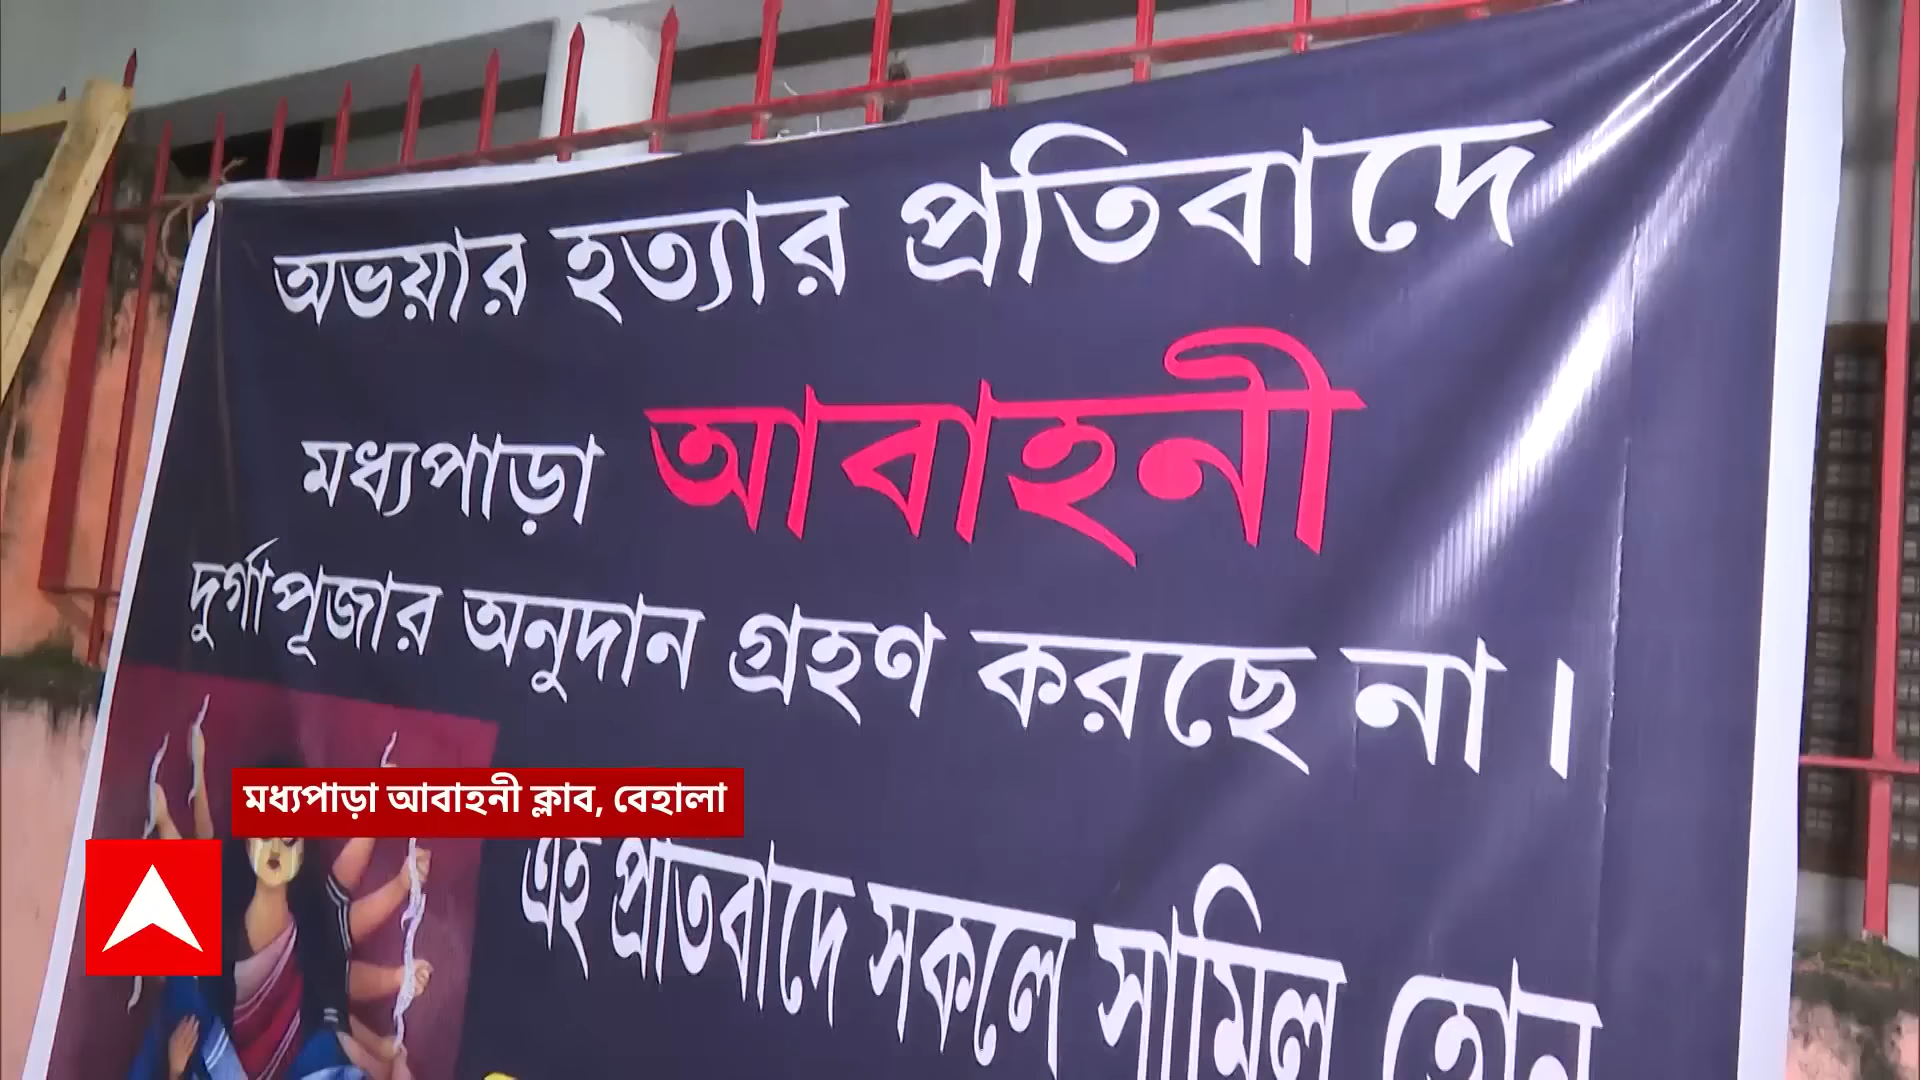 অভয়ার হত্যার প্রতিবাদে
মধ্যপাড়া আবাহনী
দুর্গাপূজার অনুদান গ্রহণ করছে না।
মধ্যপাড়া আবাহনী ক্লাব, বেহালা
এই প্রতিবাদে সকলে সামিল হোন